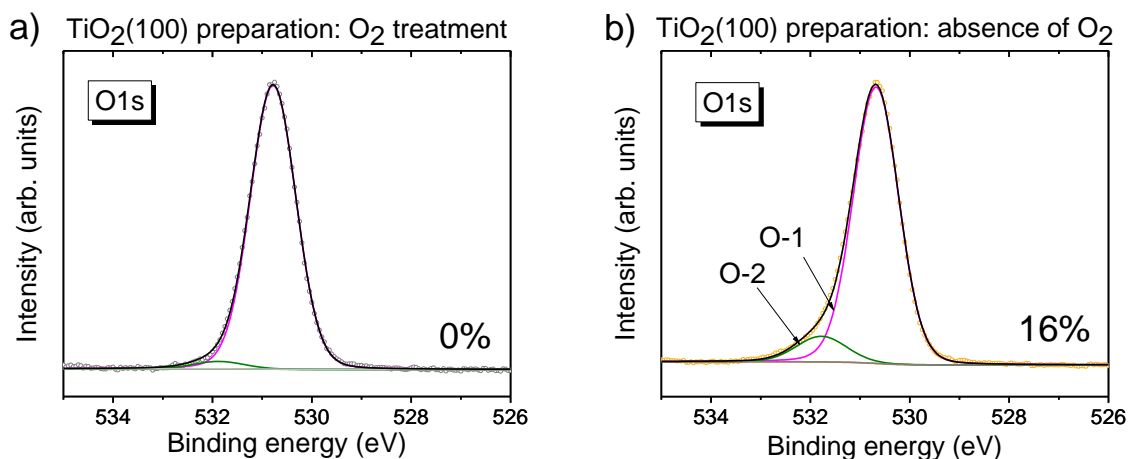 a) TiO2(100) preparation: O2 treatment
O1s
0%
Intensity (arb. units)
534 532 530 528 526
Binding energy (eV)
b) TiO2(100) preparation: absence of O2
O1s
O-1
O-2
16%
Intensity (arb. units)
534 532 530 528 526
Binding energy (eV)